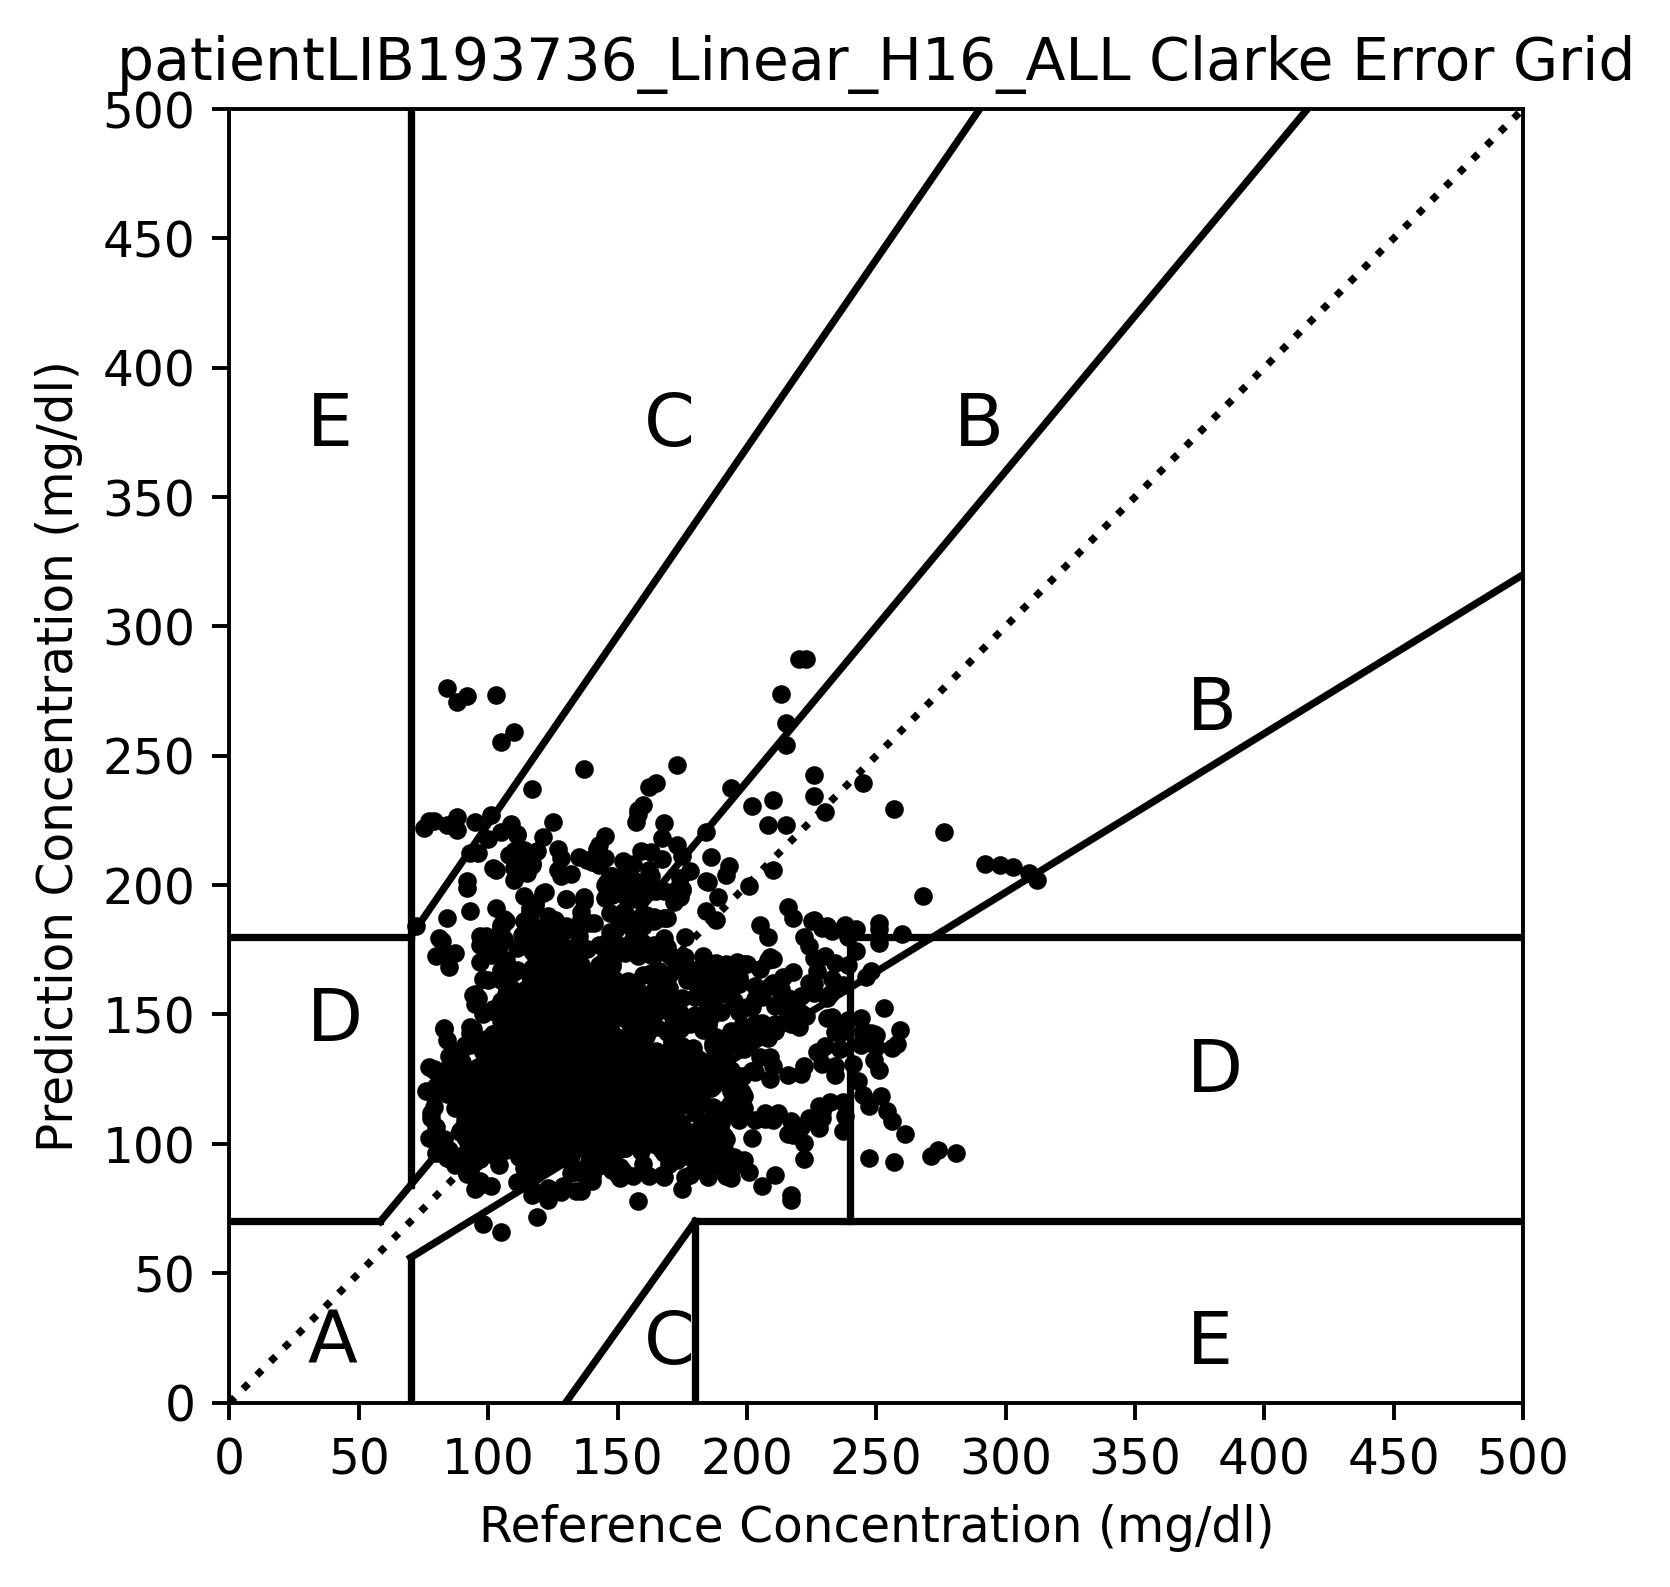 patientLIB193736_Linear_H16_ALL Clarke Error Grid
500
450
400
350
300
250
200
150
100
50
0
Prediction Concentration (mg/dl)
E
C
B
B
D
D
A
C
E
0 50 100 150 200 250 300 350 400 450 500
Reference Concentration (mg/dl)